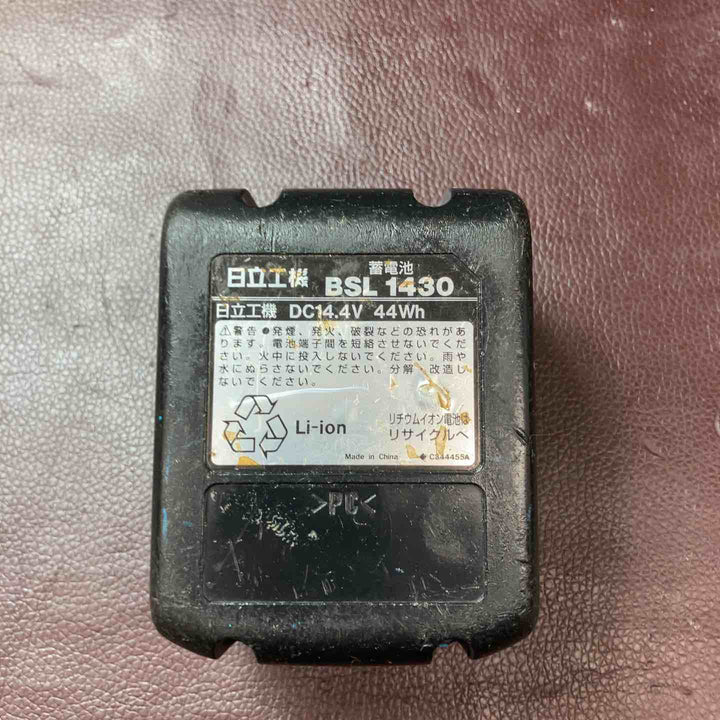 蓄電池
日立工機 BSL 1430
日立工機 DC14.4V 44Wh
⚠警告 ●発煙、発火、破裂などの恐れがあ
ります。電池端子間を短絡させないでくだ
さい。火中に投入しないでください。雨や
水にぬらさないでください。分解・改造し
ないでください。
Li-ion
リチウムイオン電池は
リサイクルへ
Made in China C344455A
>PC<